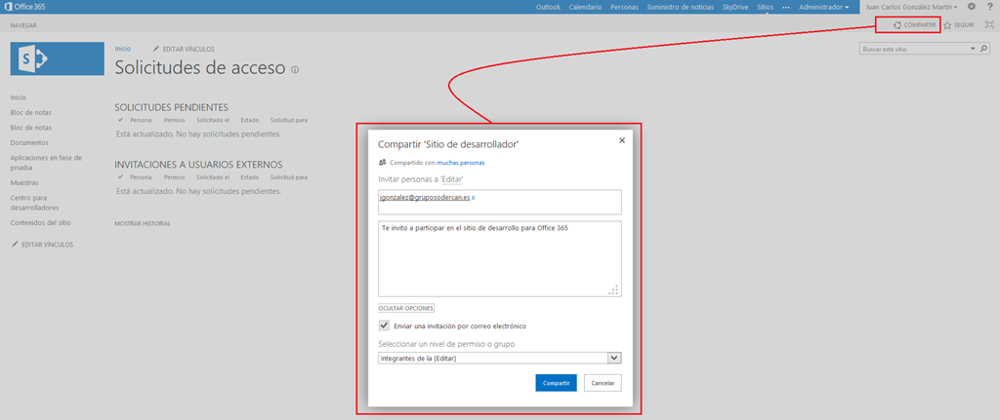 Office 365
Outlook Calendario Personas Suministro de noticias SkyDrive Sitios ••• Administrador Juan Carlos González Martín ?
NAVEGAR
COMPARTIR SEGUIR
Inicio EDITAR VÍNCULOS
Solicitudes de acceso
Buscar este sitio
S
Inicio
Bloc de notas
Bloc de notas
Documentos
Aplicaciones en fase de
prueba
Muestras
Centro para
desarrolladores
Contenidos del sitio
EDITAR VÍNCULOS
SOLICITUDES PENDIENTES
Persona Permiso Solicitado el Estado Solicitud para
Está actualizado. No hay solicitudes pendientes.
INVITACIONES A USUARIOS EXTERNOS
Persona Permiso Solicitado el Estado Solicitud para
Está actualizado. No hay solicitudes pendientes.
MOSTRAR HISTORIAL
Compartir 'Sitio de desarrollador'
Compartido con muchas personas
Invitar personas a 'Editar'
jgonzalez@gruposodercan.es x
Te invito a participar en el sitio de desarrollo para Office 365
OCULTAR OPCIONES
Enviar una invitación por correo electrónico
Seleccionar un nivel de permiso o grupo
Integrantes de la [Editar]
Compartir Cancelar